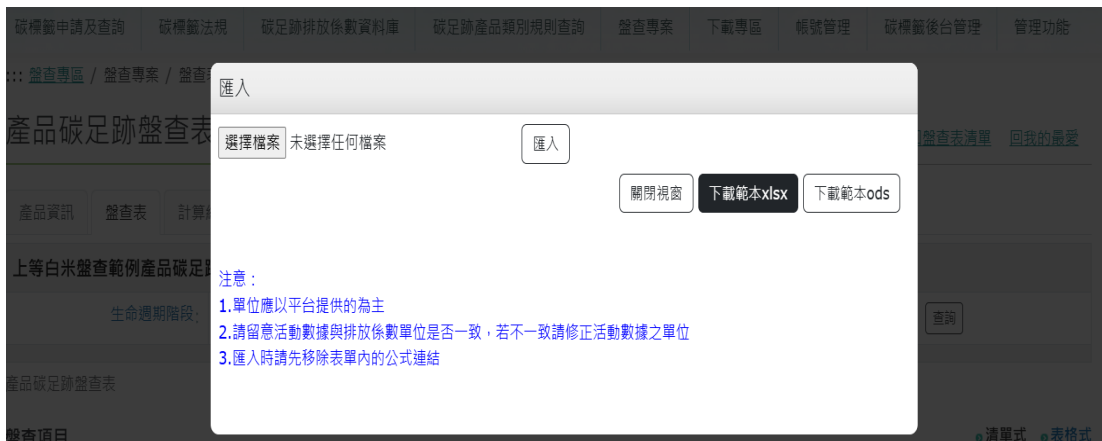 碳標籤申請及查詢 碳標籤法規 碳足跡排放係數資料庫 碳足跡產品類別規則查詢 盤查專案 下載專區 帳號管理 碳標籤後台管理 管理功能
::: 盤查專區 / 盤查專案 / 盤查
匯入
產品碳足跡盤查表
選擇檔案 未選擇任何檔案 匯入
盤查表清單 回我的最愛
關閉視窗 下載範本xlsx 下載範本ods
產品資訊 盤查表 計算
上等白米盤查範例產品碳足
注意：
生命週期階段:
1.單位應以平台提供的為主
查詢
2.請留意活動數據與排放係數單位是否一致，若不一致請修正活動數據之單位
3.匯入時請先移除表單內的公式連結
產品碳足跡盤查表
盤查項目
清單式 表格式